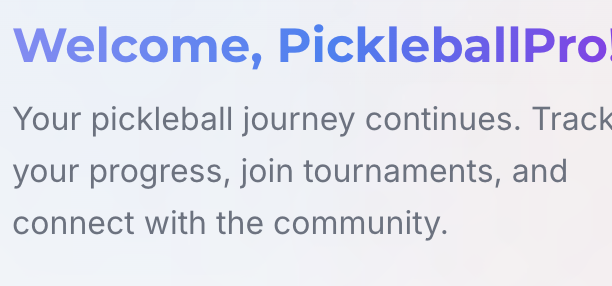 Welcome, PickleballPro!
Your pickleball journey continues. Track
your progress, join tournaments, and
connect with the community.